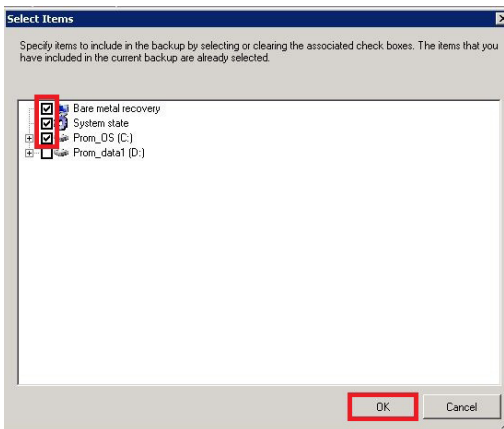 Select Items
Specify items to include in the backup by selecting or clearing the associated check boxes. The items that you
have included in the current backup are already selected.
Bare metal recovery
System state
Prom_OS (C:)
Prom_data1 (D:)
OK
Cancel